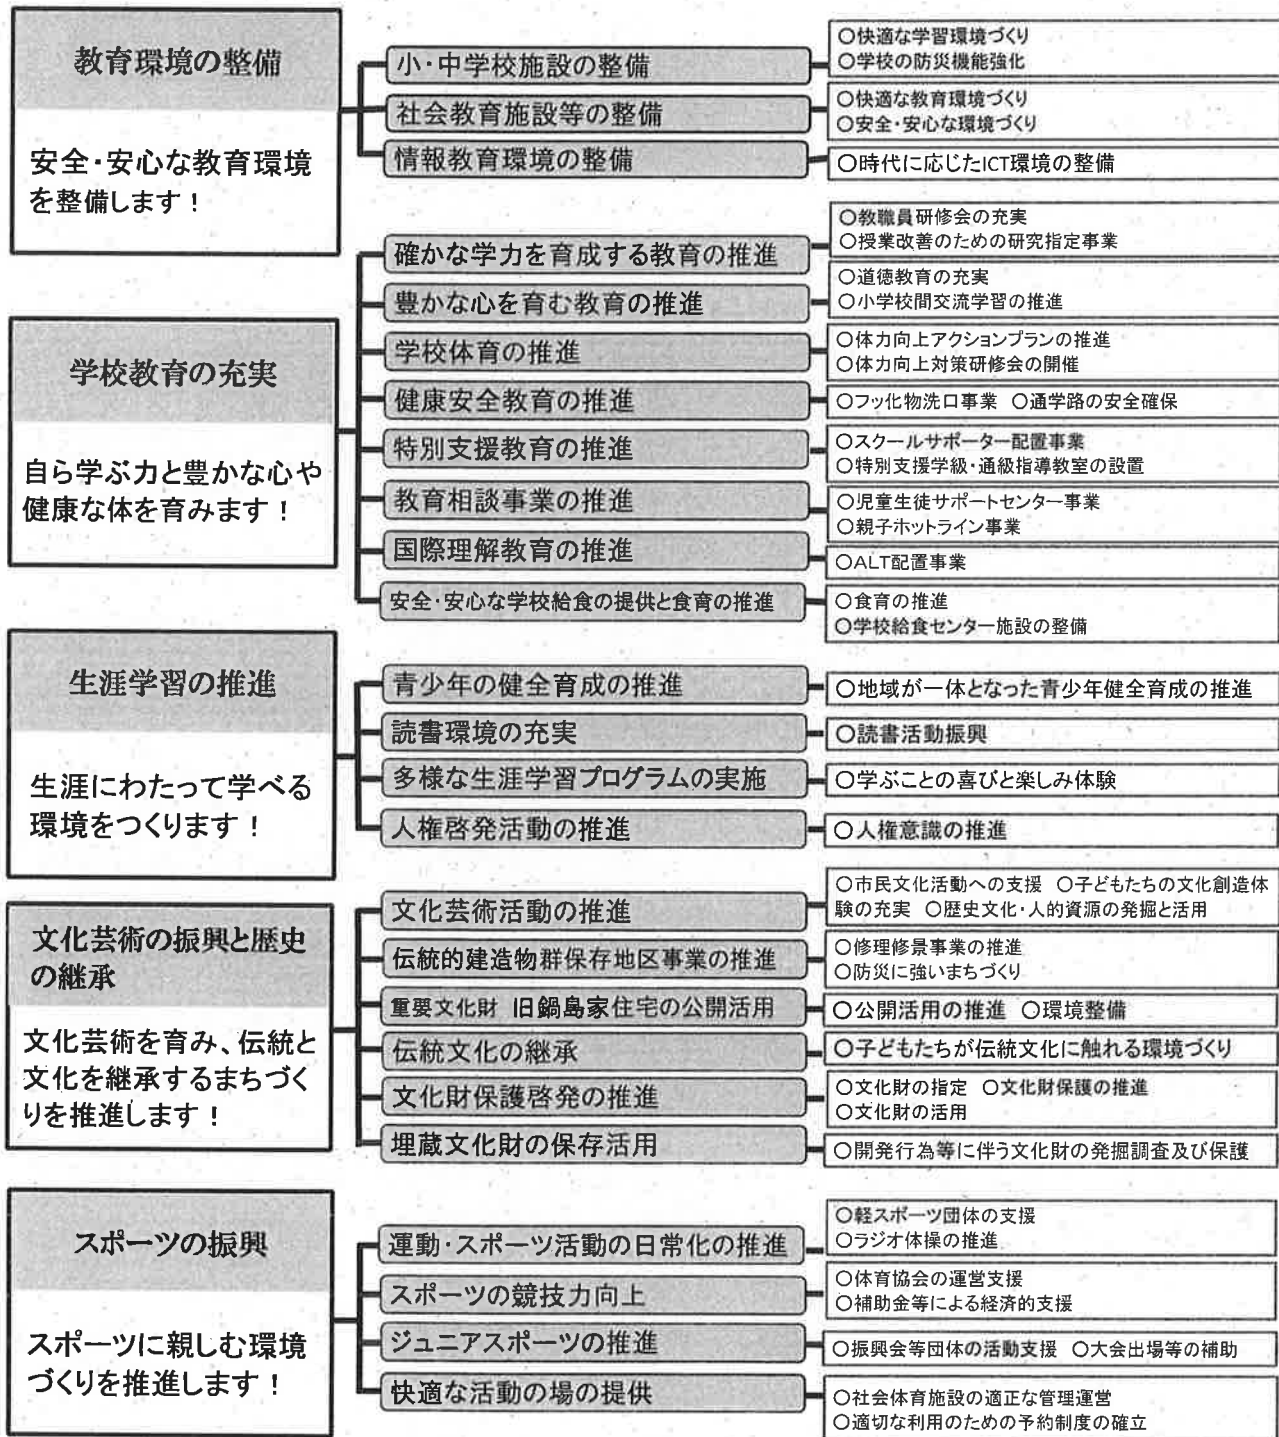 教育環境の整備
安全・安心な教育環境
を整備します！
小・中学校施設の整備
○快適な学習環境づくり
○学校の防災機能強化
社会教育施設等の整備
○快適な教育環境づくり
○安全・安心な環境づくり
情報教育環境の整備
○時代に応じたICT環境の整備
学校教育の充実
自ら学ぶ力と豊かな心や
健康な体を育みます！
確かな学力を育成する教育の推進
○教職員研修会の充実
○授業改善のための研究指定事業
豊かな心を育む教育の推進
○道徳教育の充実
○小学校間交流学習の推進
学校体育の推進
○体力向上アクションプランの推進
○体力向上対策研修会の開催
健康安全教育の推進
○フッ化物洗口事業 ○通学路の安全確保
特別支援教育の推進
○スクールサポーター配置事業
○特別支援学級・通級指導教室の設置
教育相談事業の推進
○児童生徒サポートセンター事業
○親子ホットライン事業
国際理解教育の推進
○ALT配置事業
安全・安心な学校給食の提供と食育の推進
○食育の推進
○学校給食センター施設の整備
生涯学習の推進
生涯にわたって学べる
環境をつくります！
青少年の健全育成の推進
○地域が一体となった青少年健全育成の推進
読書環境の充実
○読書活動振興
多様な生涯学習プログラムの実施
○学ぶことの喜びと楽しみ体験
人権啓発活動の推進
○人権意識の推進
文化芸術の振興と歴史
の継承
文化芸術を育み、伝統と
文化を継承するまちづく
りを推進します！
文化芸術活動の推進
○市民文化活動への支援 ○子どもたちの文化創造体
験の充実 ○歴史文化・人的資源の発掘と活用
伝統的建造物群保存地区事業の推進
○修理修景事業の推進
○防災に強いまちづくり
重要文化財 旧鍋島家住宅の公開活用
○公開活用の推進 ○環境整備
伝統文化の継承
○子どもたちが伝統文化に触れる環境づくり
文化財保護啓発の推進
○文化財の指定 ○文化財保護の推進
○文化財の活用
埋蔵文化財の保存活用
○開発行為等に伴う文化財の発掘調査及び保護
スポーツの振興
スポーツに親しむ環境
づくりを推進します！
運動・スポーツ活動の日常化の推進
○軽スポーツ団体の支援
○ラジオ体操の推進
スポーツの競技力向上
○体育協会の運営支援
○補助金等による経済的支援
ジュニアスポーツの推進
○振興会等団体の活動支援 ○大会出場等の補助
快適な活動の場の提供
○社会体育施設の適正な管理運営
○適切な利用のための予約制度の確立